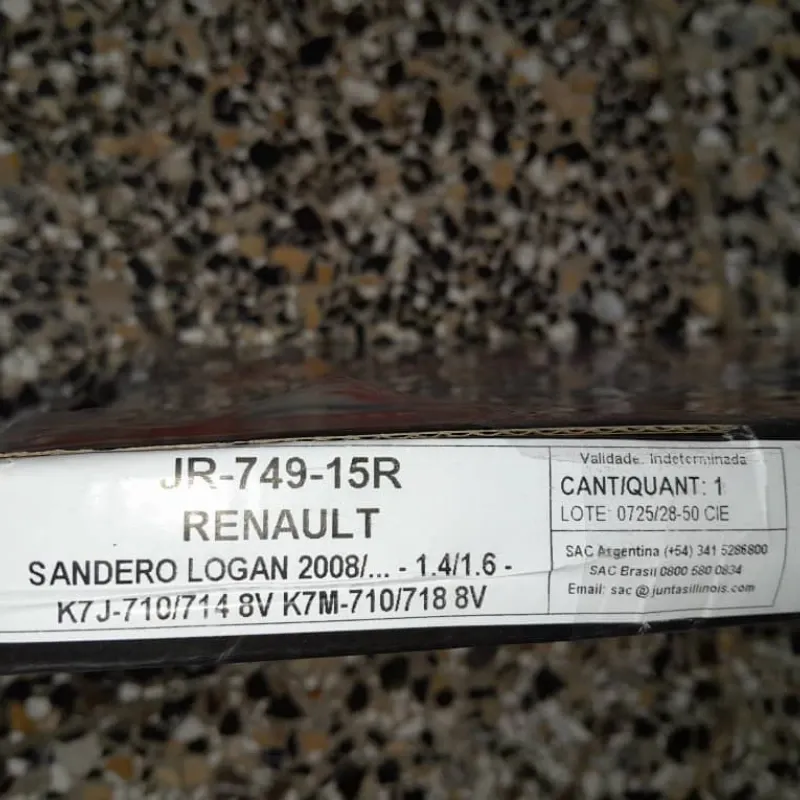 JR-749-15R
RENAULT
SANDERO LOGAN 2008/... - 1.4/1.6 -
K7J-710/714 8V K7M-710/718 8V
Validade: Indeterminada
CANT/QUANT: 1
LOTE: 0725/28-50 CIE
SAC Argentina (+54) 341 5286800
SAC Brasil 0800 580 0834
Email: sac@juntasillinois.com